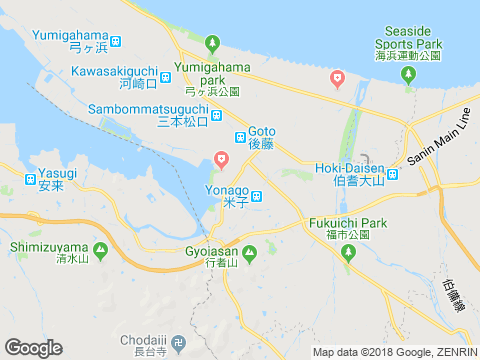 Seaside
Sports Park
海浜運動公園
Yumigahama
弓ヶ浜
Yumigahama
park
弓ヶ浜公園
Kawasakiguchi
河崎口
Sambommatsuguchi
三本松口
Goto
後藤
Sanin Main Line
Hoki-Daisen
伯耆大山
Yasugi
安来
Yonago
米子
Fukuichi Park
福市公園
Shimizuyama
清水山
Gyojasan
行者山
伯備線
Chodaiji
長台寺
Google
Map data ©2018 Google, ZENRIN